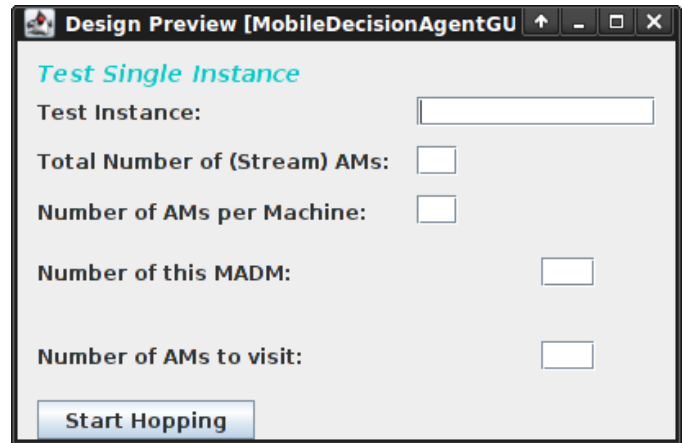 Design Preview [MobileDecisionAgentGU
Test Single Instance
Test Instance:
Total Number of (Stream) AMs:
Number of AMs per Machine:
Number of this MADM:
Number of AMs to visit:
Start Hopping